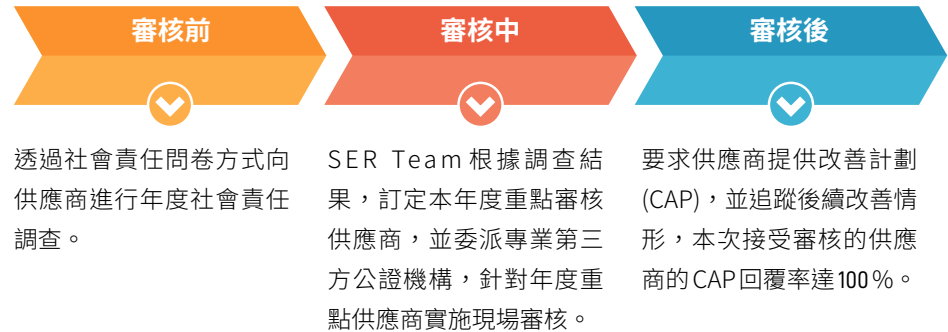 審核前
透過社會責任問卷方式向
供應商進行年度社會責任
調查。
審核中
SER Team 根據調查結
果，訂定本年度重點審核
供應商，並委派專業第三
方公證機構，針對年度重
點供應商實施現場審核。
審核後
要求供應商提供改善計劃
(CAP)，並追蹤後續改善情
形，本次接受審核的供應
商的CAP回覆率達100%。